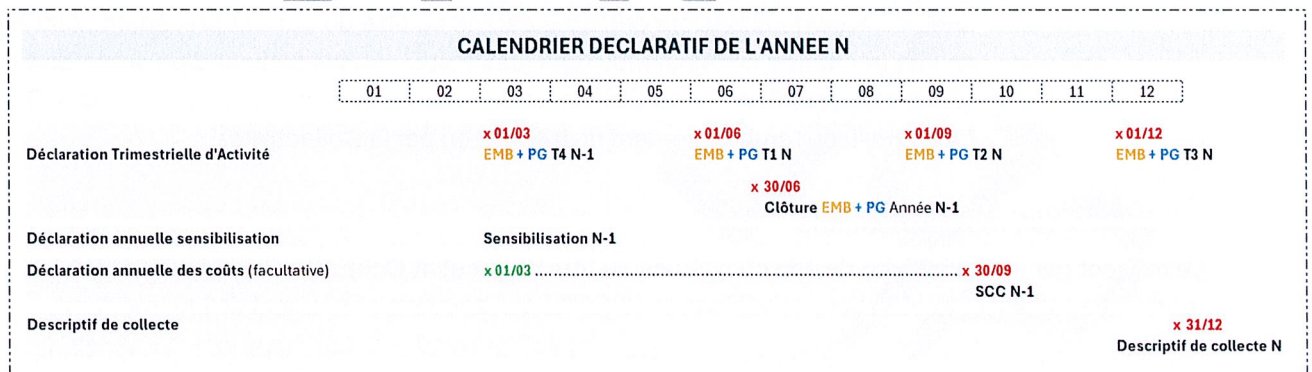 CALENDRIER DECLARATIF DE L'ANNEE N
01 02 03 04 05 06 07 08 09 10 11 12
x 01/03 x 01/06 x 01/09 x 01/12
Déclaration Trimestrielle d'Activité EMB + PG T4 N-1 EMB + PG T1 N EMB + PG T2 N EMB + PG T3 N
x 30/06
Clôture EMB + PG Année N-1
Déclaration annuelle sensibilisation Sensibilisation N-1
Déclaration annuelle des coûts (facultative) x 01/03 x 30/09
SCC N-1
Descriptif de collecte x 31/12
Descriptif de collecte N